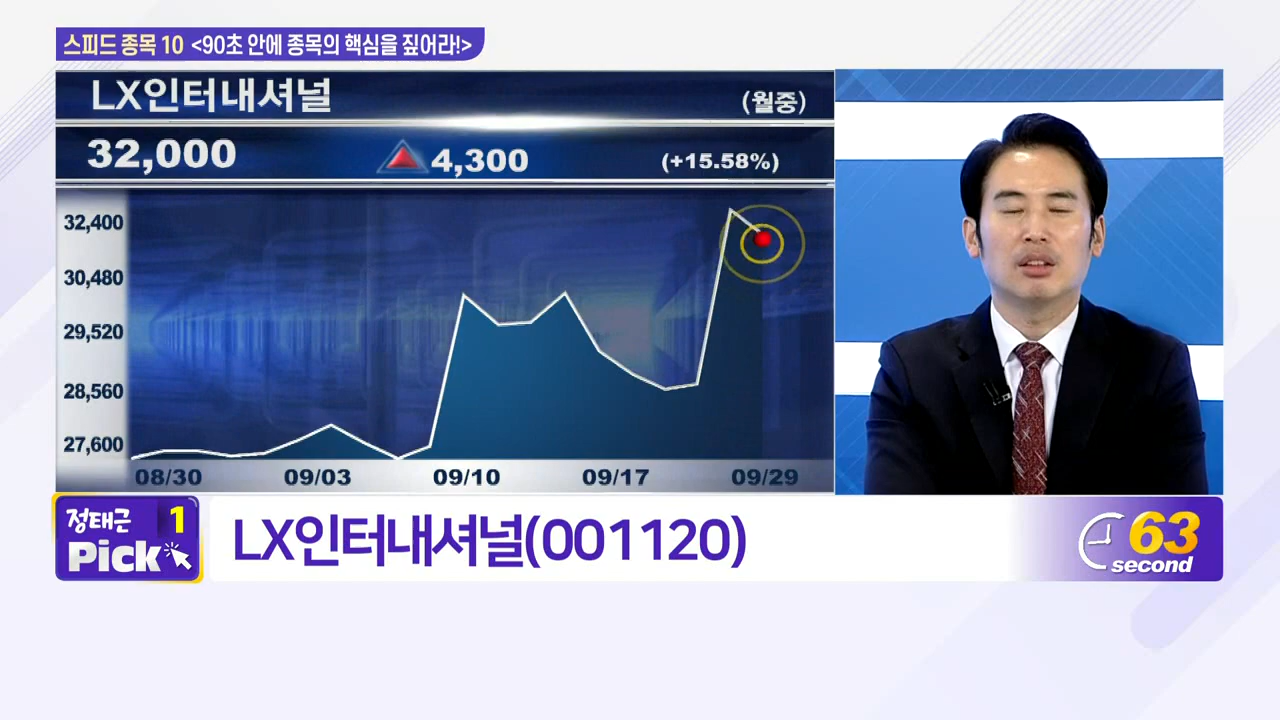 스피드 종목 10 <90초 안에 종목의 핵심을 짚어라!>
LX인터내셔널
(월중)
32,000
4,300
(+15.58%)
32,400
30,480
29,520
28,560
27,600
08/30
09/03
09/10
09/17
09/29
정태근 1
Pick
LX인터내셔널(001120)
63
second